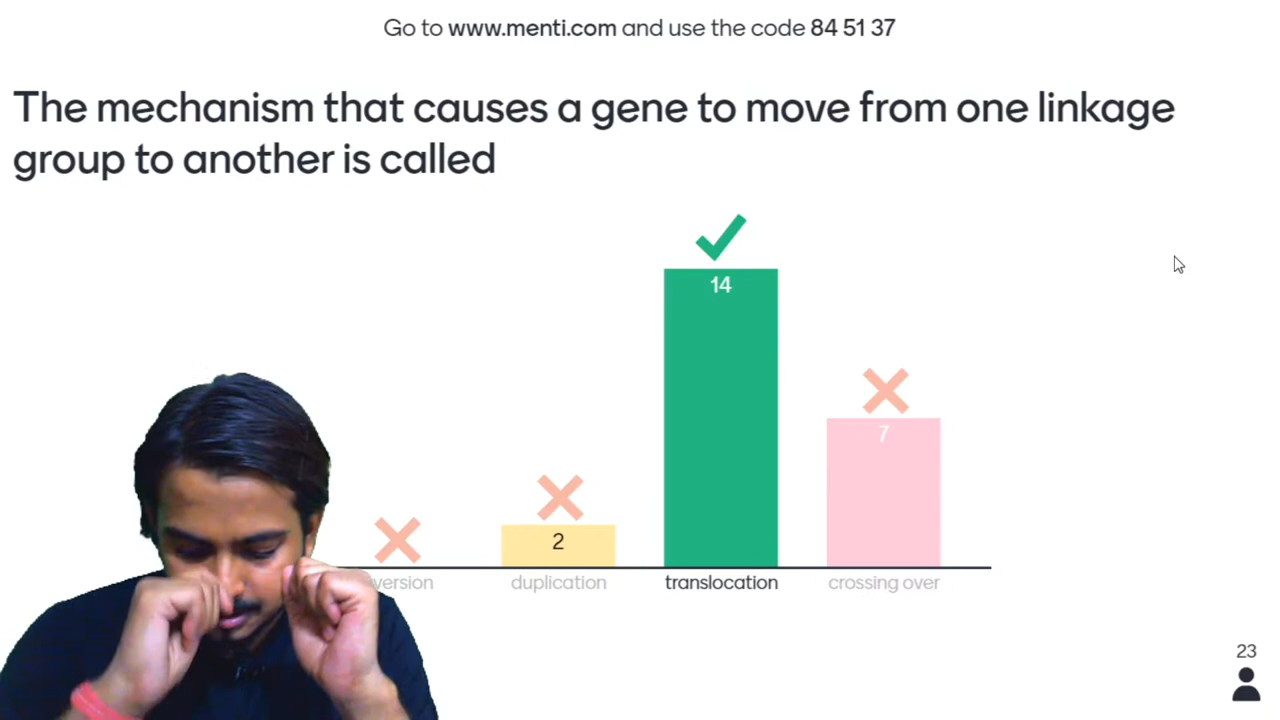 Go to www.menti.com and use the code 84 51 37
The mechanism that causes a gene to move from one linkage
group to another is called
14
7
2
version duplication translocation crossing over
23